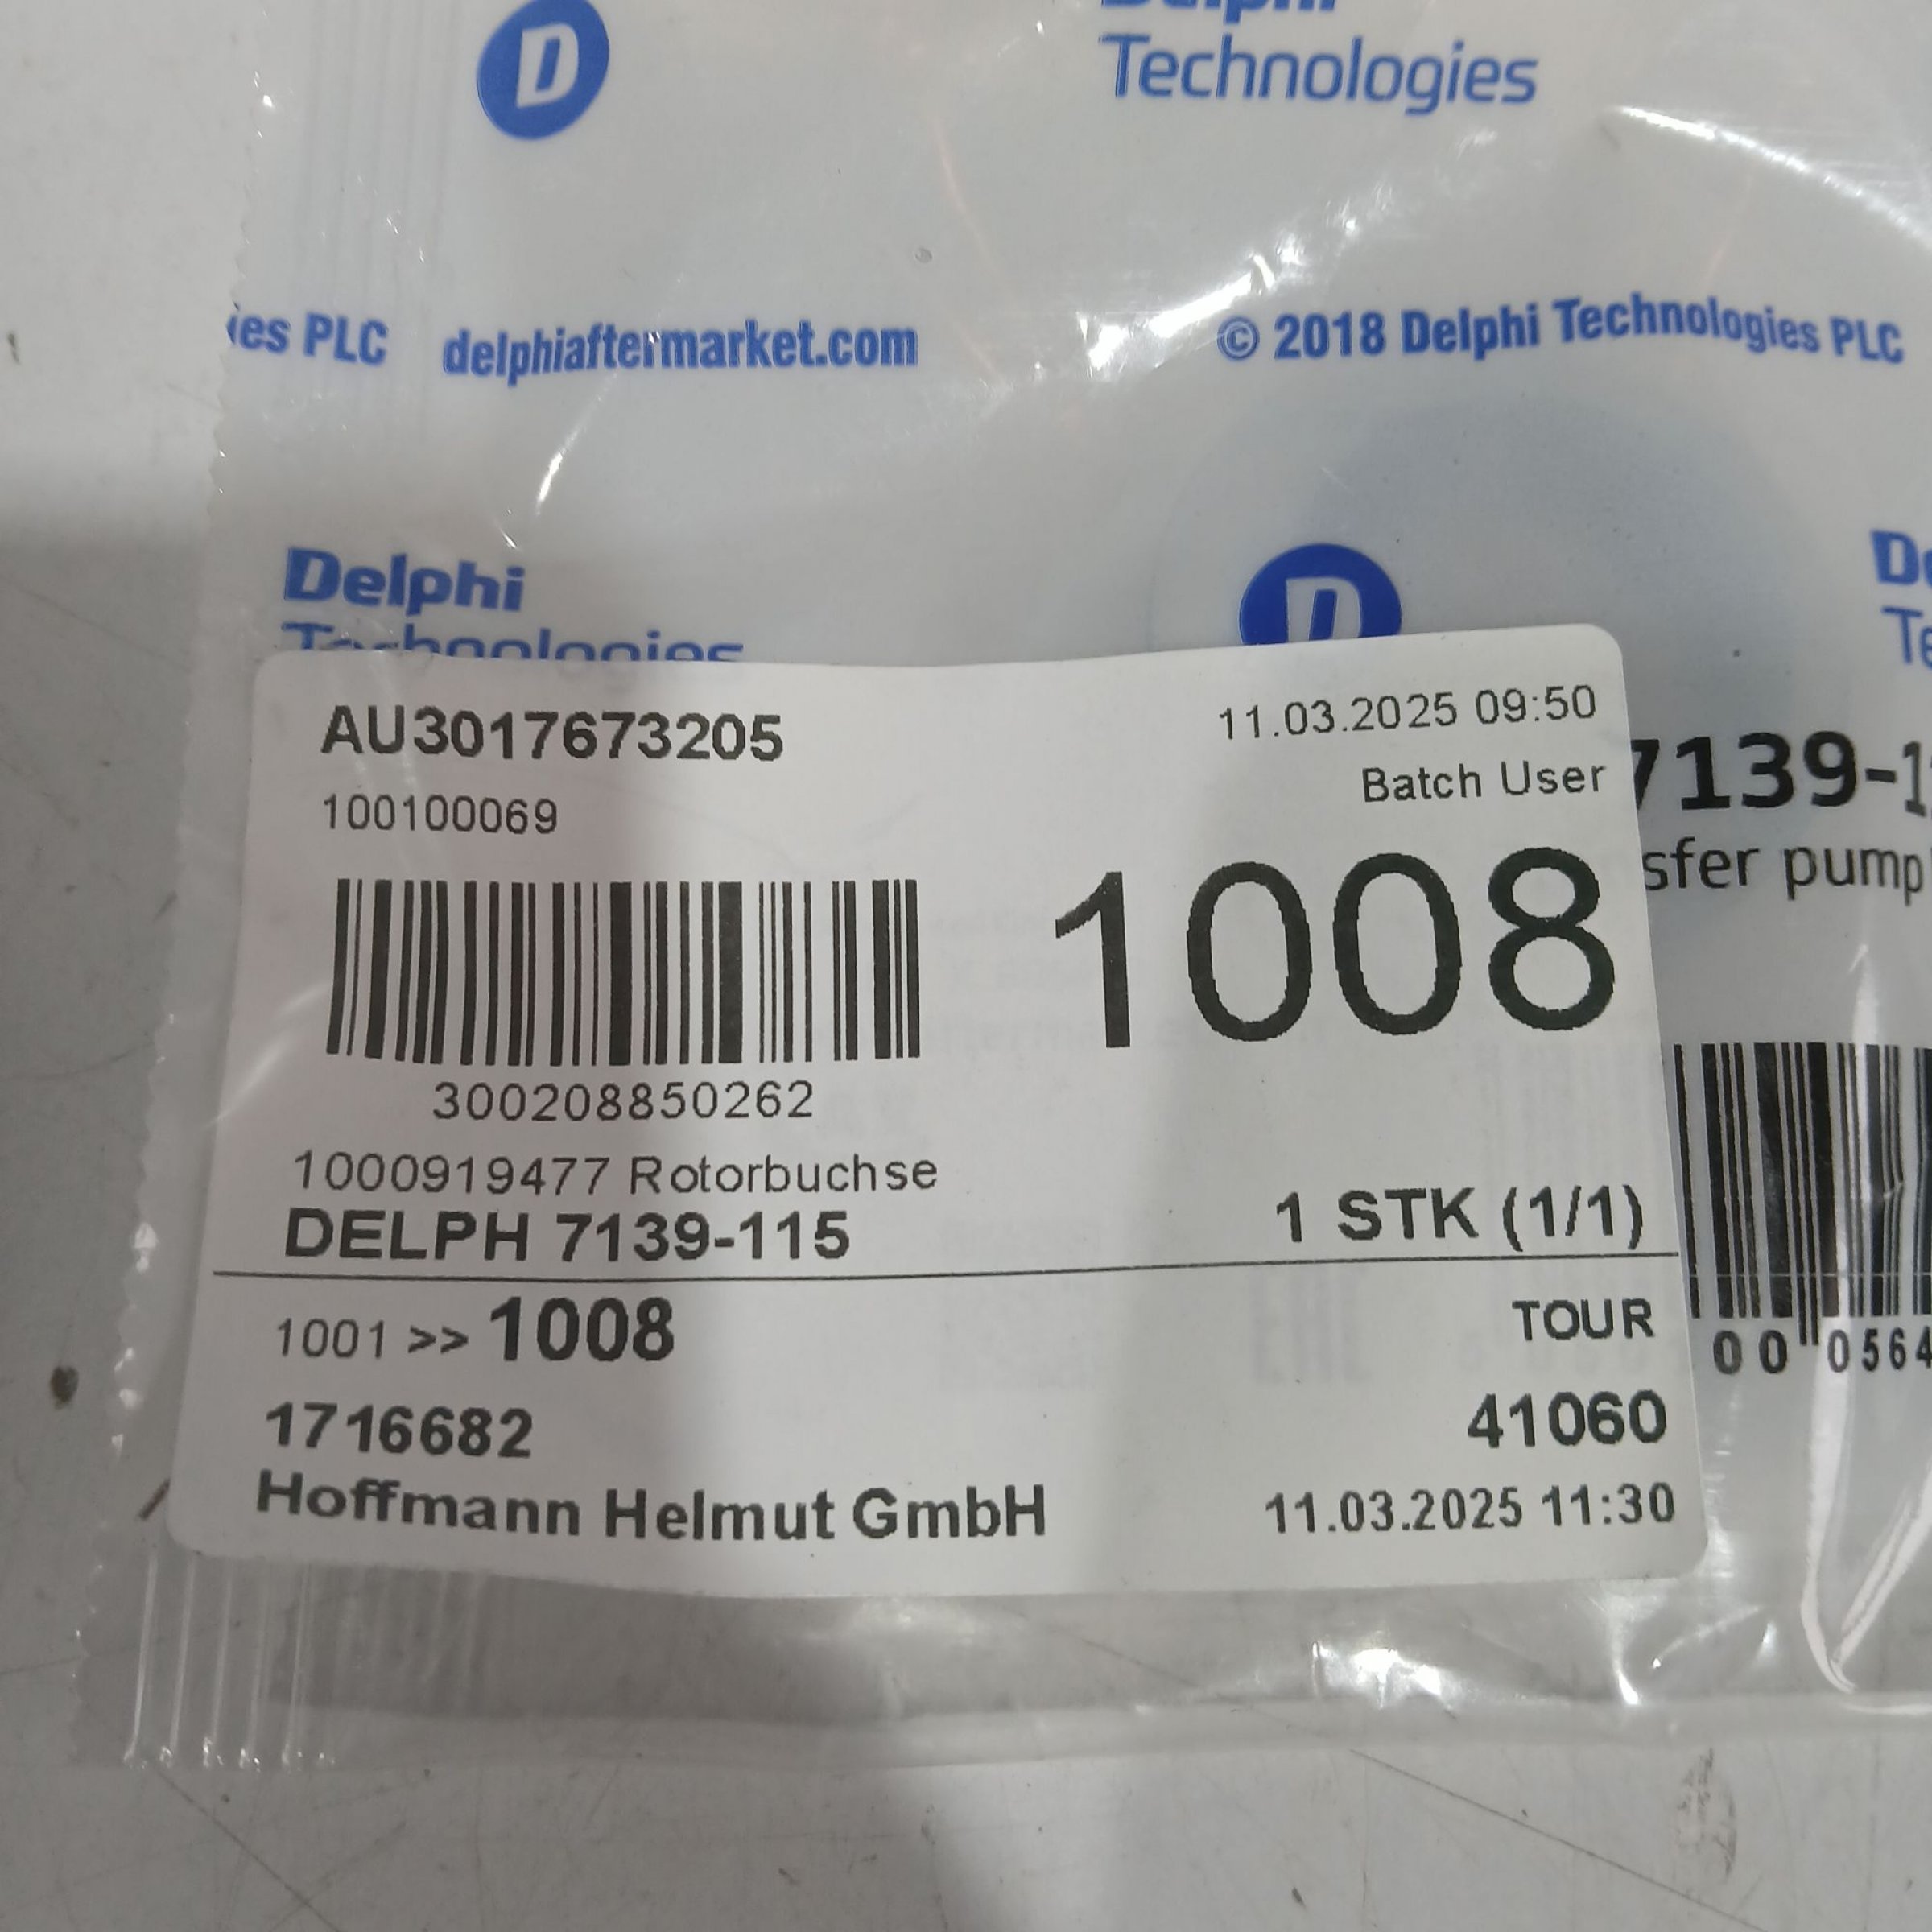 Technologies
ies PLC delphiaftermarket.com © 2018 Delphi Technologies PLC
Delphi
Technologies
AU3017673205
11.03.2025 09:50
100100069
Batch User
1008
7139-1
sfer pump
300208850262
1000919477 Rotorbuchse
DELPH 7139-115
1 STK (1/1)
1001 >> 1008
TOUR
00 0564
1716682
41060
Hoffmann Helmut GmbH
11.03.2025 11:30